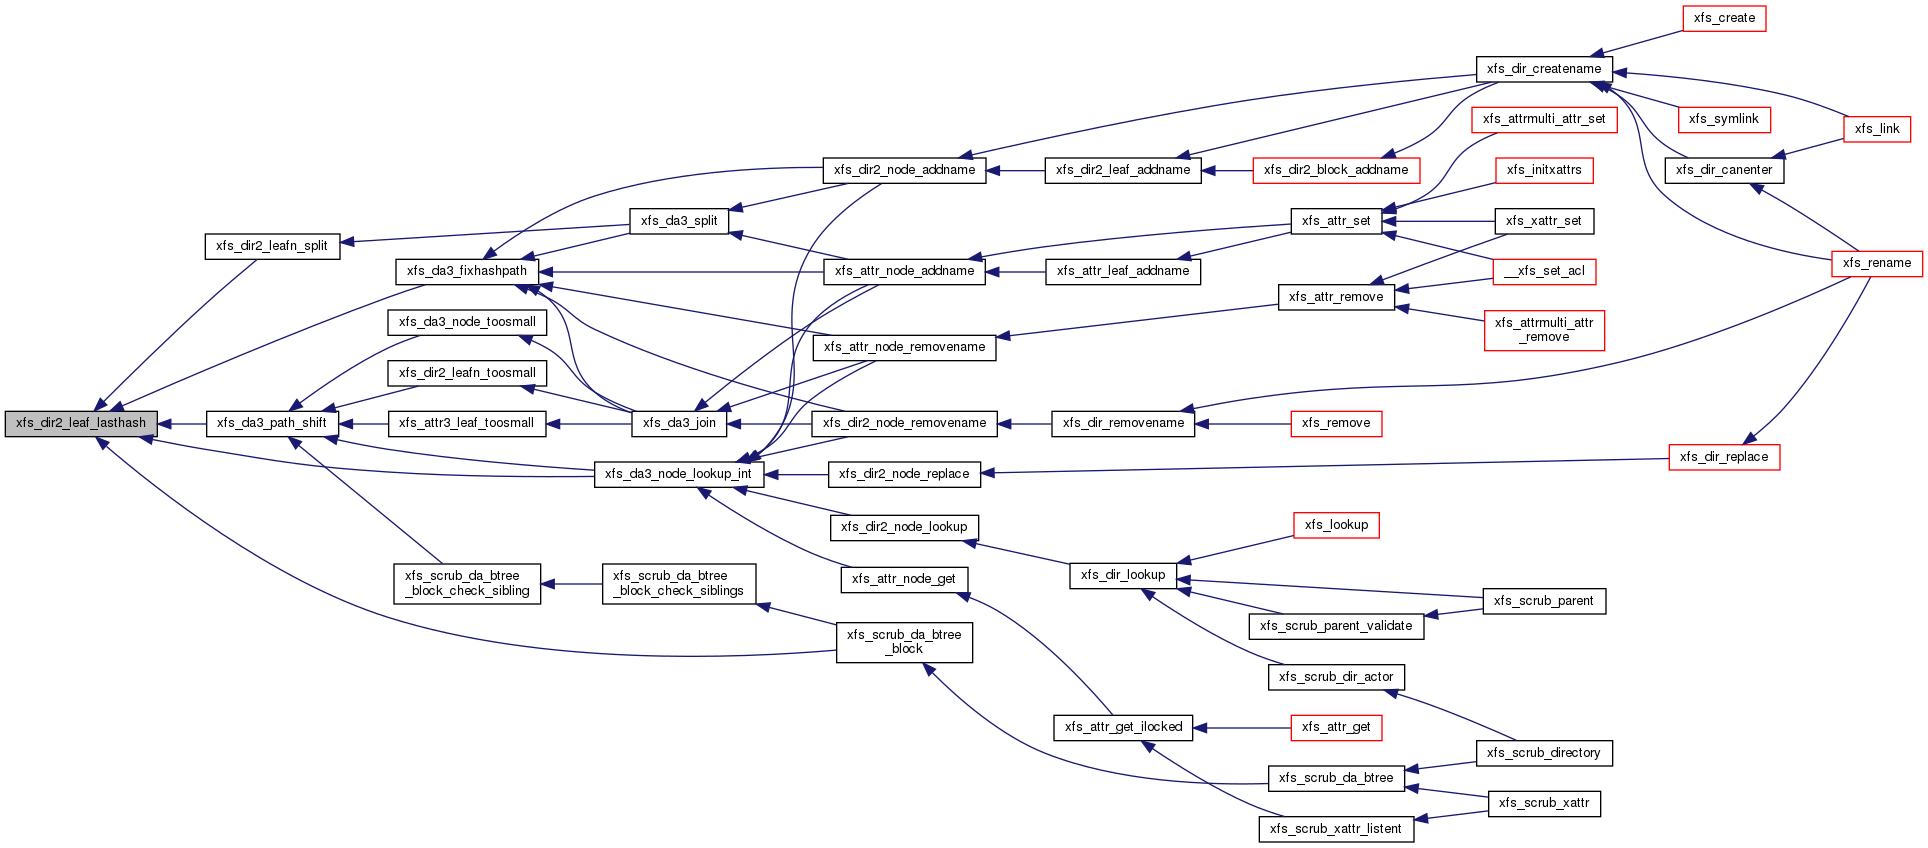 xfs_create
xfs_dir_createname
xfs_attrmulti_attr_set
xfs_symlink
xfs_link
xfs_dir2_node_addname
xfs_dir2_leaf_addname
xfs_dir2_block_addname
xfs_initxattrs
xfs_dir_canenter
xfs_da3_split
xfs_attr_set
xfs_xattr_set
xfs_dir2_leafn_split
xfs_da3_fixhashpath
xfs_attr_node_addname
xfs_attr_leaf_addname
__xfs_set_acl
xfs_rename
xfs_attr_remove
xfs_da3_node_toosmall
xfs_attr_node_removename
xfs_attrmulti_attr
_remove
xfs_dir2_leafn_toosmall
xfs_dir2_leaf_lasthash
xfs_da3_path_shift
xfs_attr3_leaf_toosmall
xfs_da3_join
xfs_dir2_node_removename
xfs_dir_removename
xfs_remove
xfs_dir_replace
xfs_da3_node_lookup_int
xfs_dir2_node_replace
xfs_dir2_node_lookup
xfs_lookup
xfs_scrub_da_btree
_block_check_sibling
xfs_scrub_da_btree
_block_check_siblings
xfs_attr_node_get
xfs_dir_lookup
xfs_scrub_parent
xfs_scrub_parent_validate
xfs_scrub_da_btree
_block
xfs_scrub_dir_actor
xfs_attr_get_ilocked
xfs_attr_get
xfs_scrub_directory
xfs_scrub_da_btree
xfs_scrub_xattr
xfs_scrub_xattr_listent